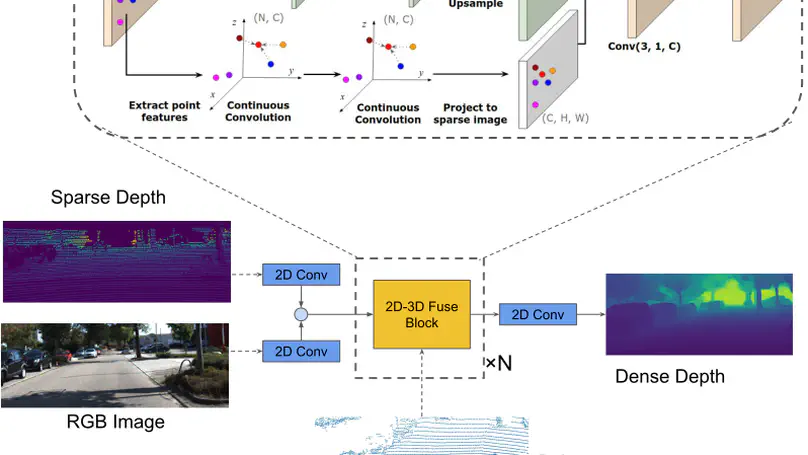 Upsample
(N, C)
(N, C)
z
z
y
y
x
x
Conv(3, 1, C)
Extract point
features
Continuous
Convolution
Continuous
Convolution
Project to
sparse image
(C, H, W)
Sparse Depth
2D Conv
2D-3D Fuse
Block
2D Conv
2D Conv
×N
Dense Depth
RGB Image